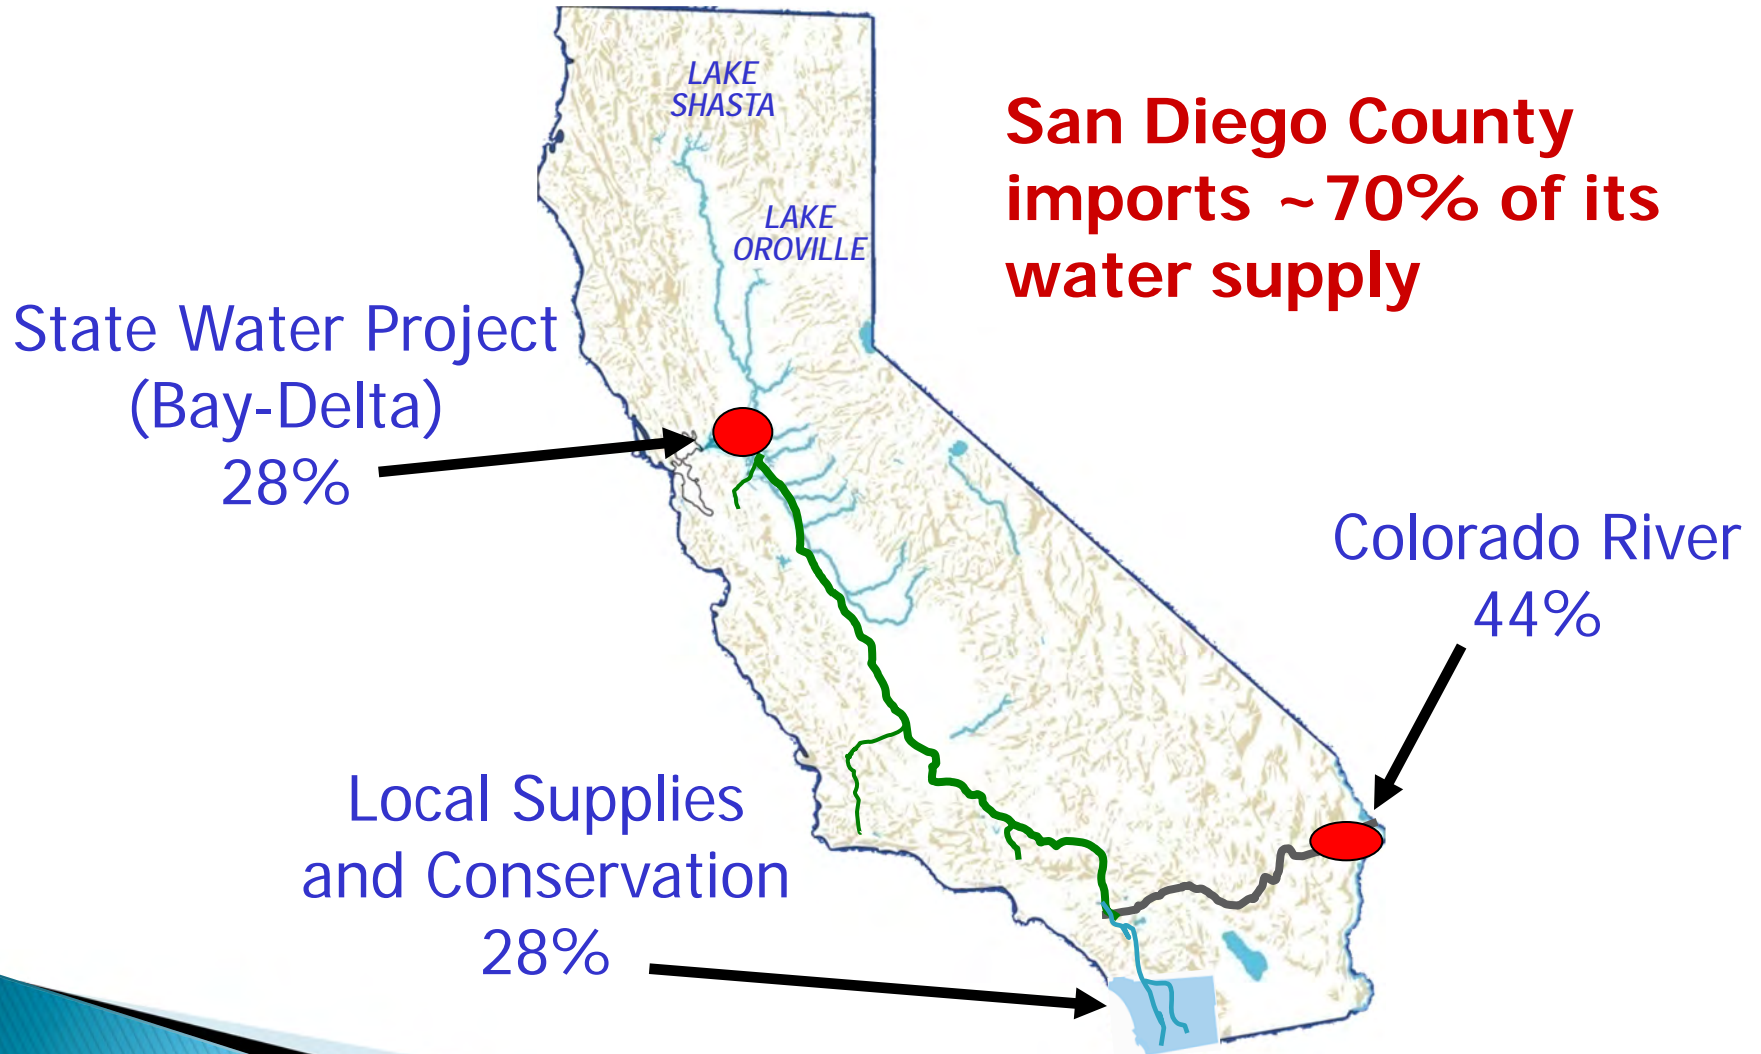 LAKE
SHASTA
San Diego County
imports ~70% of its
water supply
LAKE
OROVILLE
State Water Project
(Bay-Delta)
28%
Colorado River
44%
Local Supplies
and Conservation
28%